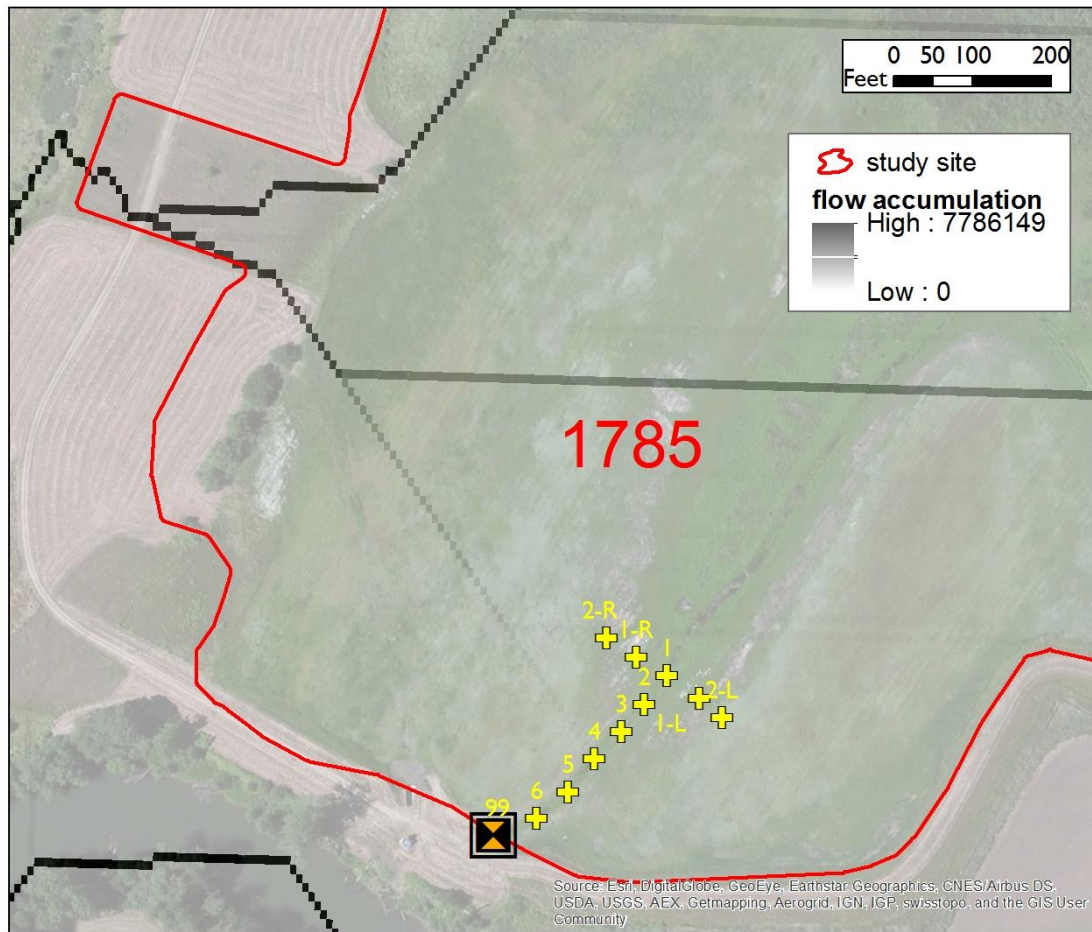 0 50 100 200
Feet
study site
flow accumulation
High : 7786149
Low : 0
1785
2-R
1-R
1
2
2-L
3
1-L
4
5
6
99
Source: Esri, DigitalGlobe, GeoEye, Earthstar Geographics, CNES/Airbus DS,
USDA, USGS, AEX, Getmapping, Aerogrid, IGN, IGP, swisstopo, and the GIS User
Community